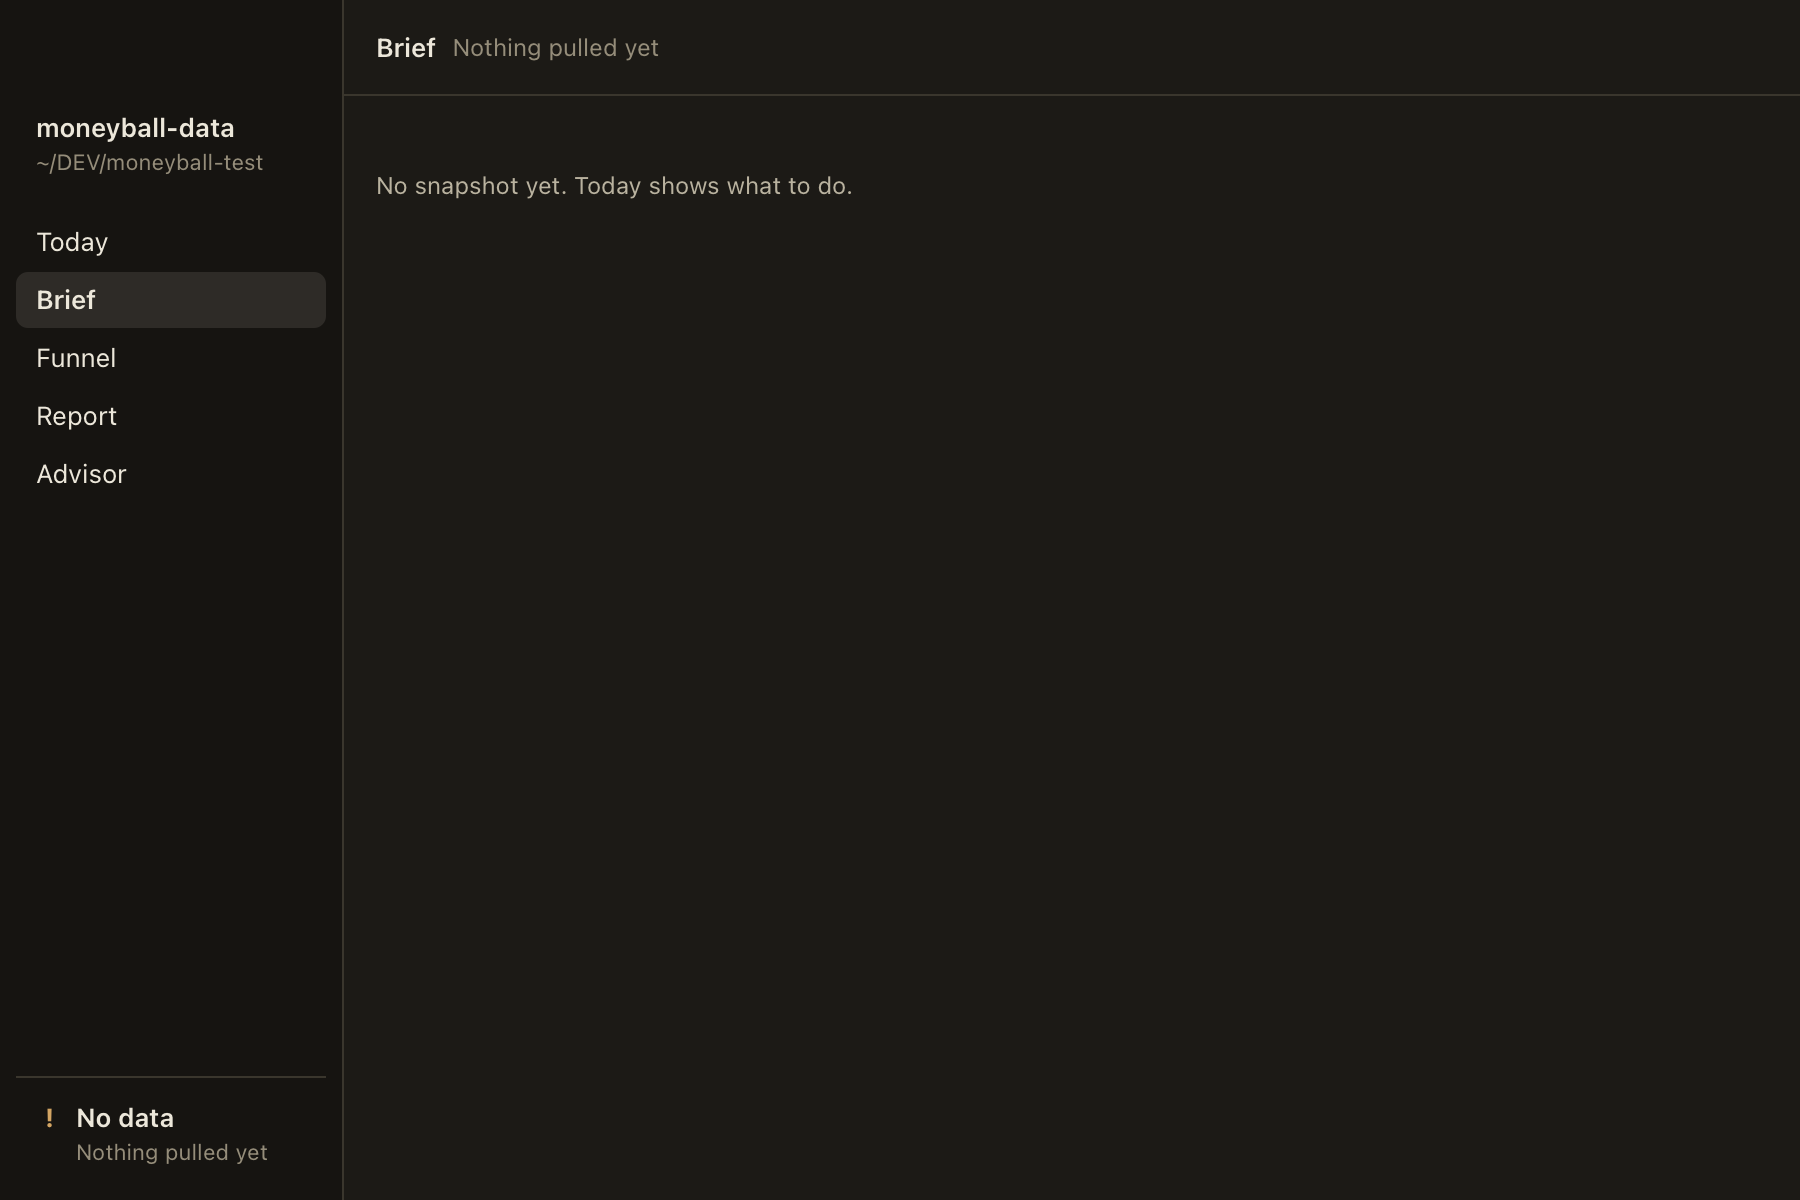 moneyball-data
~/DEV/moneyball-test
Today
Brief
Funnel
Report
Advisor
! No data
Nothing pulled yet
Brief Nothing pulled yet
No snapshot yet. Today shows what to do.